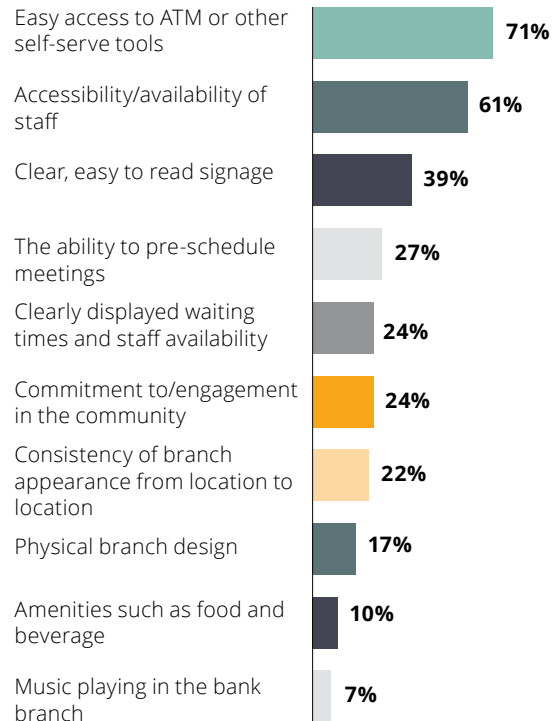 Easy access to ATM or other
self-serve tools
71%
Accessibility/availability of
staff
61%
Clear, easy to read signage
39%
The ability to pre-schedule
meetings
27%
Clearly displayed waiting
times and staff availability
24%
Commitment to/engagement
in the community
24%
Consistency of branch
appearance from location to
location
22%
Physical branch design
17%
Amenities such as food and
beverage
10%
Music playing in the bank
branch
7%